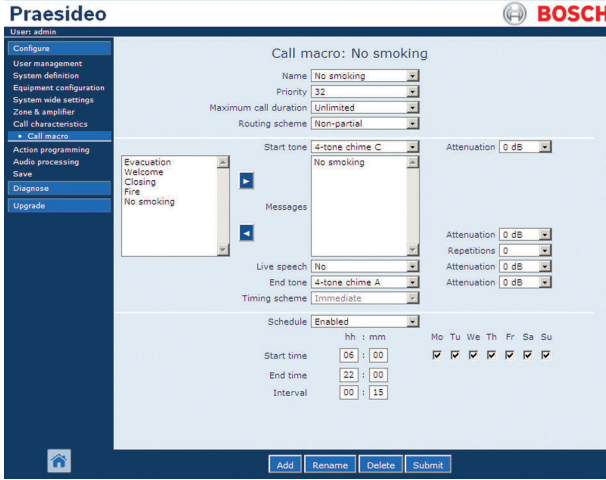 Praesideo
BOSCH
User: admin
Configure
User management
System definition
Equipment configuration
System wide settings
Zone & amplifier
Call characteristics
• Call macro
Action programming
Audio processing
Save
Diagnose
Upgrade
Call macro: No smoking
Name No smoking
Priority 32
Maximum call duration Unlimited
Routing scheme Non-partial
Start tone 4-tone chime C Attenuation 0 dB
Evacuation
Welcome
Closing
Fire
No smoking
Messages
No smoking
Attenuation 0 dB
Repetitions 0
Live speech No Attenuation 0 dB
End tone 4-tone chime A Attenuation 0 dB
Timing scheme Immediate
Schedule Enabled
hh : mm Mo Tu We Th Fr Sa Su
Start time 06 : 00
End time 22 : 00
Interval 00 : 15
Add Rename Delete Submit